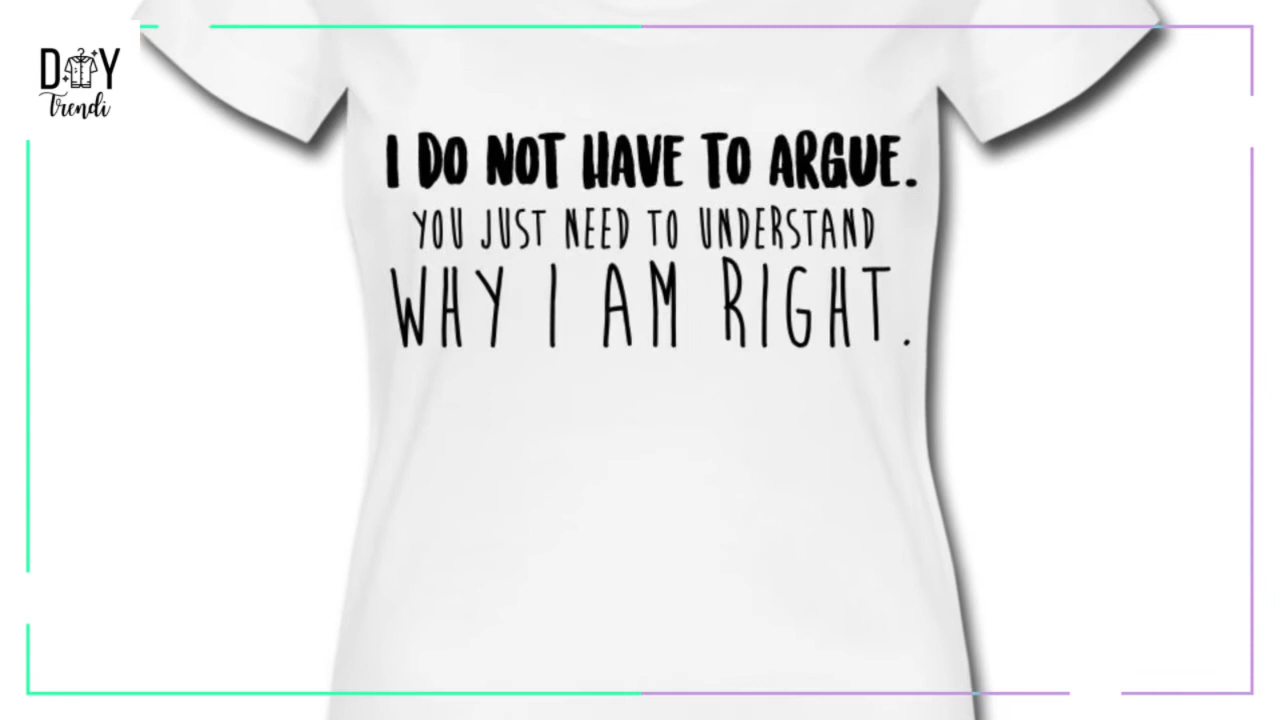 DIY
Trendi
I DO NOT HAVE TO ARGUE.
YOU JUST NEED TO UNDERSTAND
WHY I AM RIGHT.